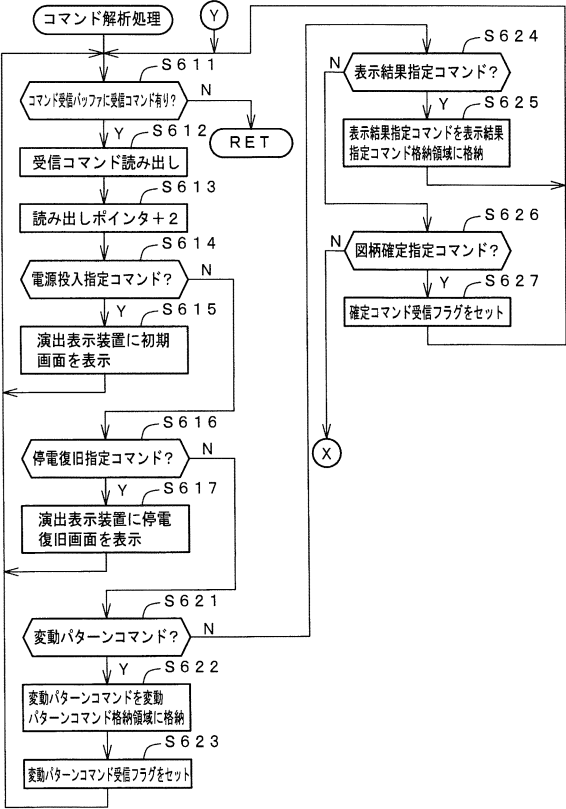 コマンド解析処理
Y
S611
コマンド受信バッファに受信コマンド有り?
N
RET
Y
S612
受信コマンド読み出し
S613
読み出しポインタ+2
S614
電源投入指定コマンド?
N
Y
S615
演出表示装置に初期
画面を表示
S616
停電復旧指定コマンド?
N
Y
S617
演出表示装置に停電
復旧画面を表示
S621
変動パターンコマンド?
N
Y
S622
変動パターンコマンドを変動
パターンコマンド格納領域に格納
S623
変動パターンコマンド受信フラグをセット
S624
N
表示結果指定コマンド?
Y
S625
表示結果指定コマンドを表示結果
指定コマンド格納領域に格納
S626
N
図柄確定指定コマンド?
Y
S627
確定コマンド受信フラグをセット
X